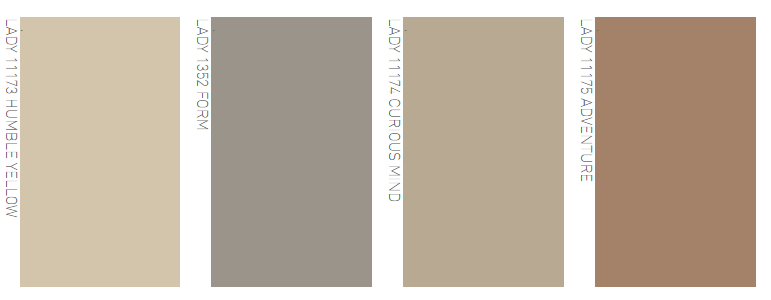 LADY 11173 HUMBLE YELLOW
LADY 1352 FORM
LADY 11174 CURIOUS MIND
LADY 11175 ADVENTURE